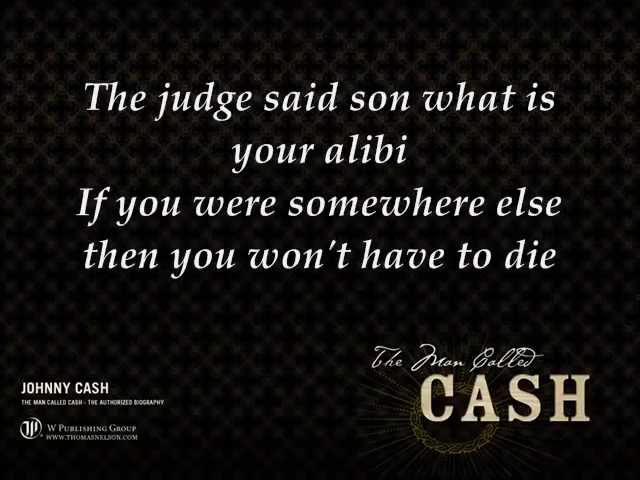 The judge said son what is
your alibi
If you were somewhere else
then you won't have to die
The Man Called
CASH
JOHNNY CASH
THE MAN CALLED CASH - THE AUTHORIZED BIOGRAPHY
W PUBLISHING GROUP
WWW.THOMASNELSON.COM